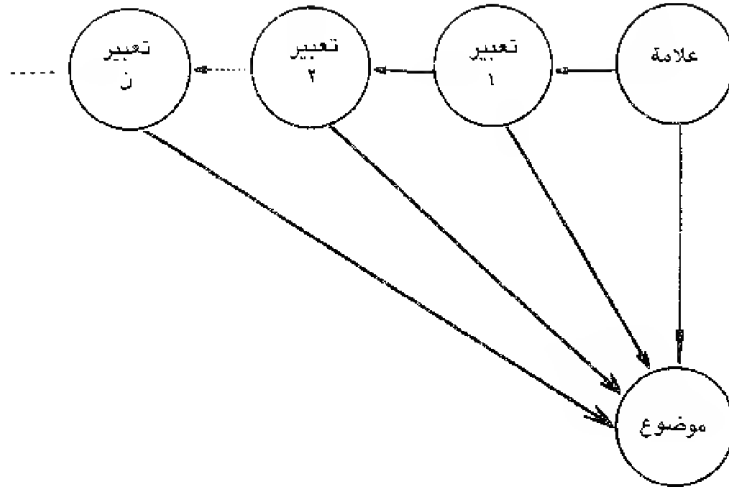 علامة
تعبير
١
تعبير
٢
تعبير
ن
موضوع